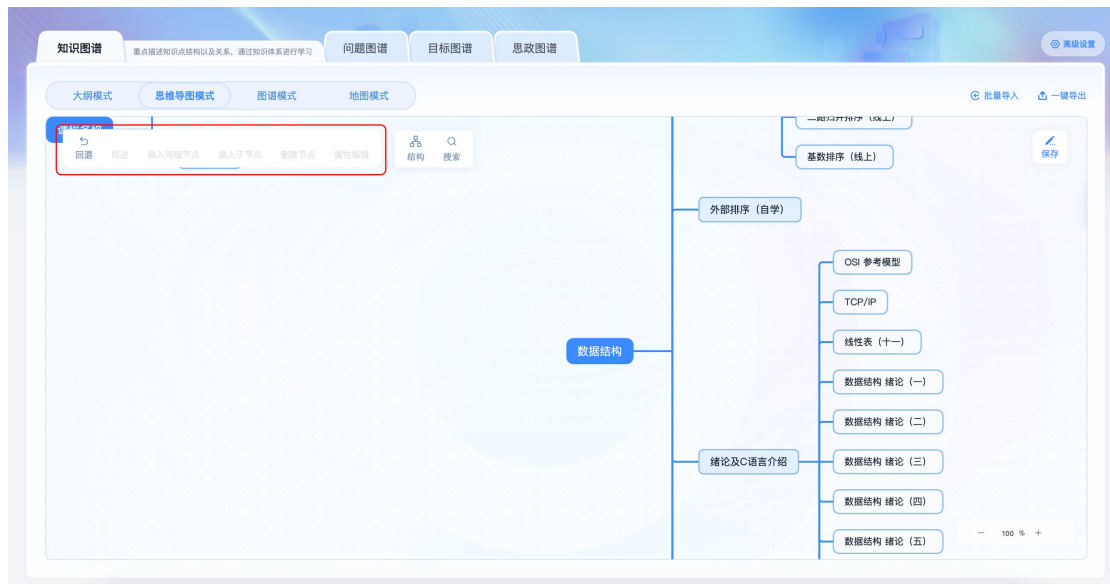 知识图谱
重点描述知识点结构以及关系，通过知识体系进行学习
问题图谱
目标图谱
思政图谱
高级设置
大纲模式
思维导图模式
图谱模式
地图模式
批量导入
一键导出
回退
前进
插入同级节点
插入子节点
删除节点
属性编辑
结构
搜索
保存
二路归并排序（线上）
基数排序（线上）
外部排序（自学）
OSI 参考模型
TCP/IP
线性表（十一）
数据结构
数据结构 绪论（一）
数据结构 绪论（二）
绪论及C语言介绍
数据结构 绪论（三）
数据结构 绪论（四）
数据结构 绪论（五）
− 100 % +